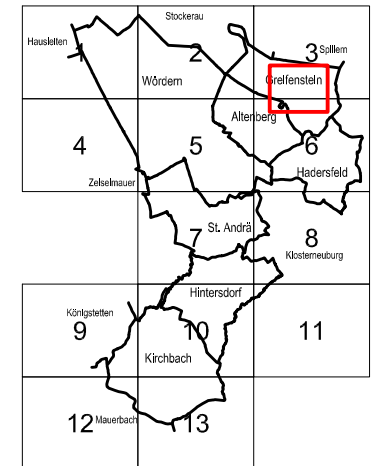 Stockerau
Hausleiten
1
2
3
Spillern
Greifenstein
Wördern
Altenberg
4
5
6
Hadersfeld
Zeiselmauer
7
St. Andrä
8
Klosterneuburg
Hintersdorf
Königstetten
9
10
11
Kirchbach
12
Mauerbach
13